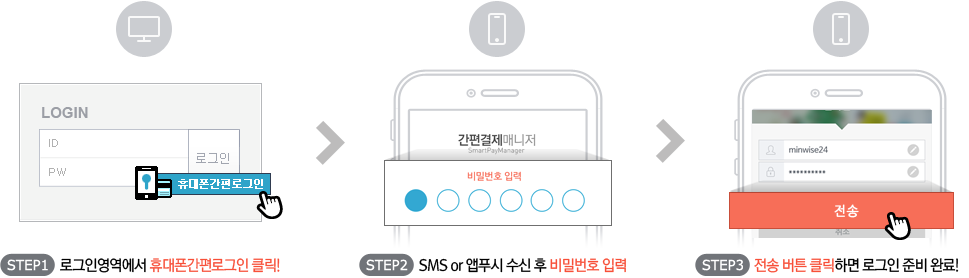 LOGIN
ID
PW
로그인
휴대폰간편로그인
STEP1 로그인영역에서 휴대폰간편로그인 클릭!
간편결제매니저
SmartPayManager
비밀번호 입력
STEP2 SMS or 앱푸시 수신 후 비밀번호 입력
minwise24
••••••••••
전송
취소
STEP3 전송 버튼 클릭하면 로그인 준비 완료!